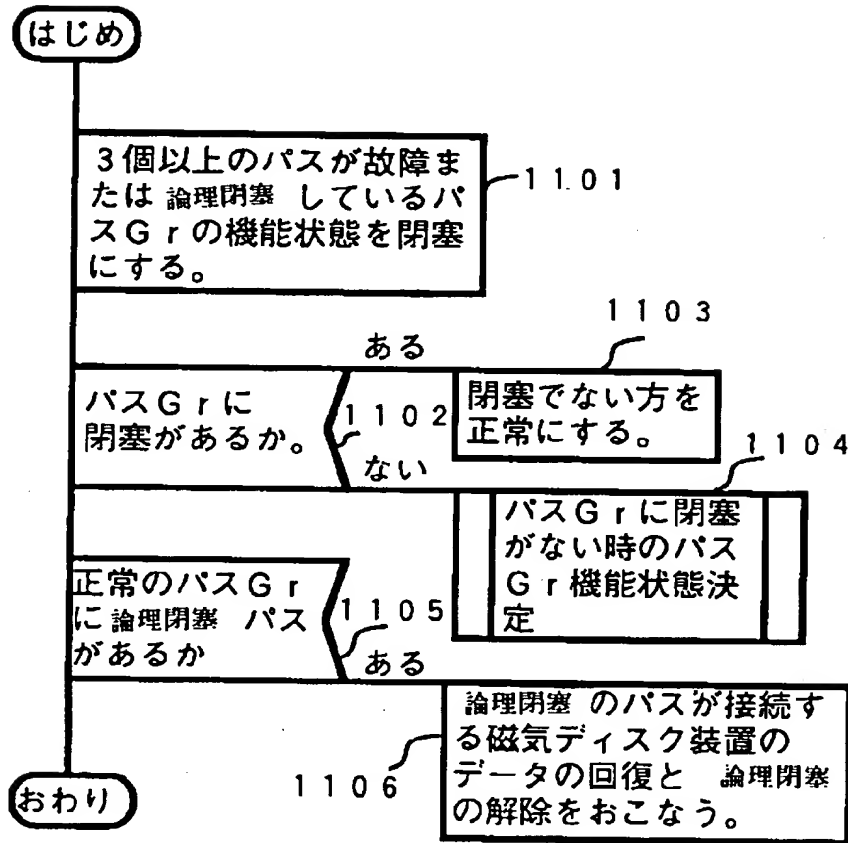 はじめ
3個以上のパスが故障ま
たは 論理閉塞 しているパ
スGrの機能状態を閉塞
にする。
1101
1103
ある
パスGrに
閉塞があるか。
1102
閉塞でない方を
正常にする。
ない
1104
パスGrに閉塞
がない時のパス
Gr機能状態決
定
正常のパスGr
に 論理閉塞 パス
があるか
1105
ある
論理閉塞 のパスが接続す
る磁気ディスク装置の
データの回復と 論理閉塞
の解除をおこなう。
1106
おわり